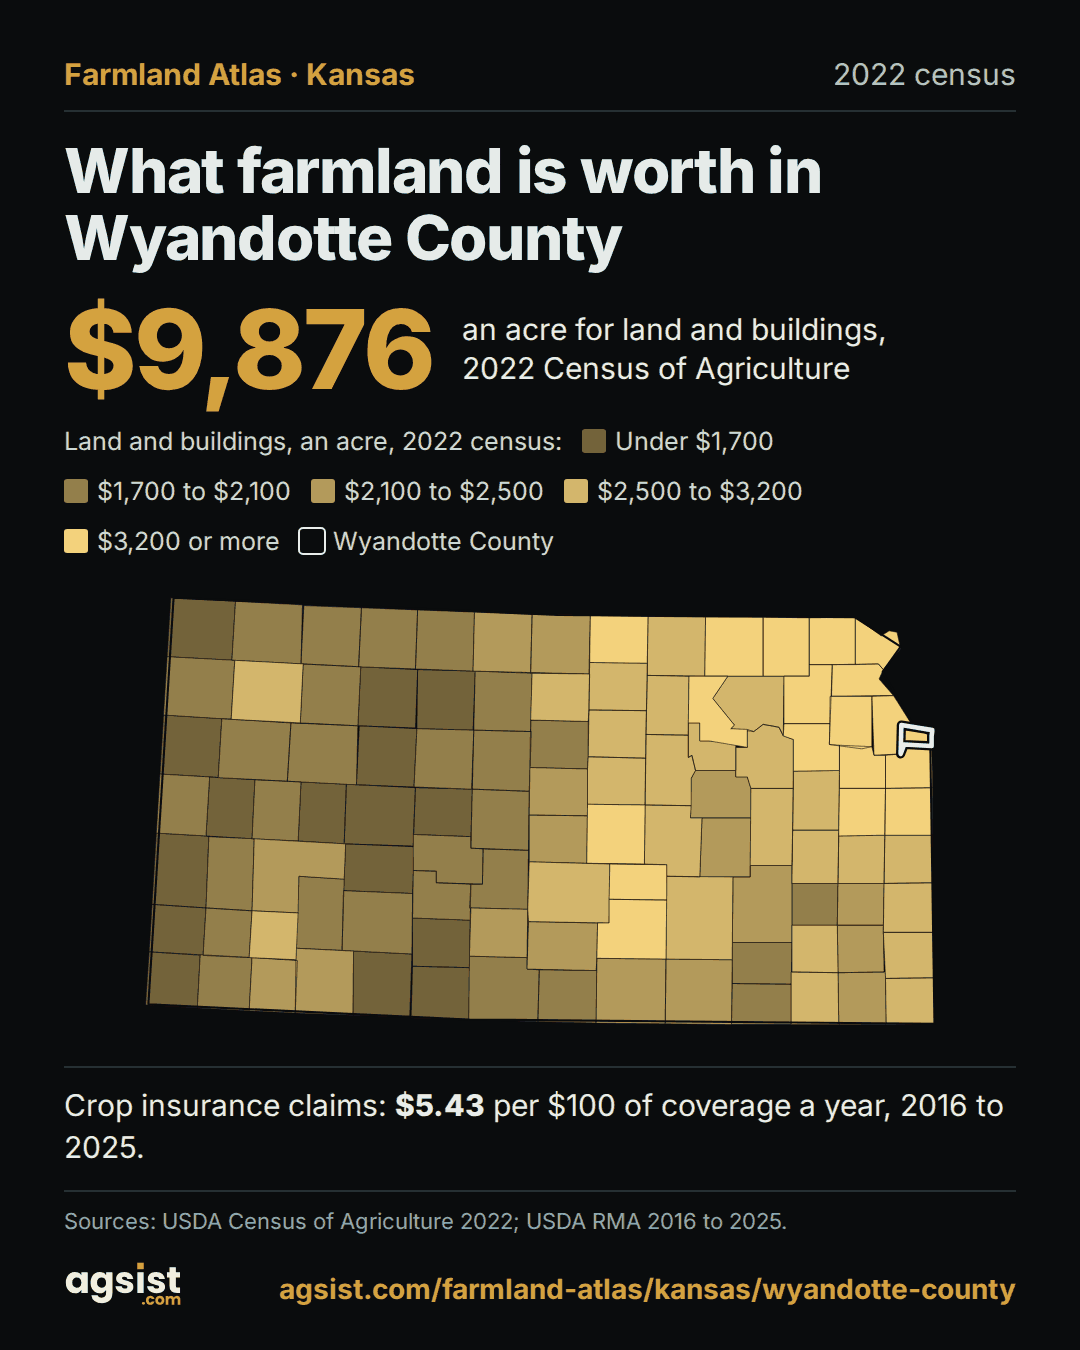 Farmland Atlas · Kansas
2022 census
What farmland is worth in
Wyandotte County
$9,876
an acre for land and buildings,
2022 Census of Agriculture
Land and buildings, an acre, 2022 census:
Under $1,700
$1,700 to $2,100
$2,100 to $2,500
$2,500 to $3,200
$3,200 or more
Wyandotte County
Crop insurance claims: $5.43 per $100 of coverage a year, 2016 to
2025.
Sources: USDA Census of Agriculture 2022; USDA RMA 2016 to 2025.
agsist
.com
agsist.com/farmland-atlas/kansas/wyandotte-county